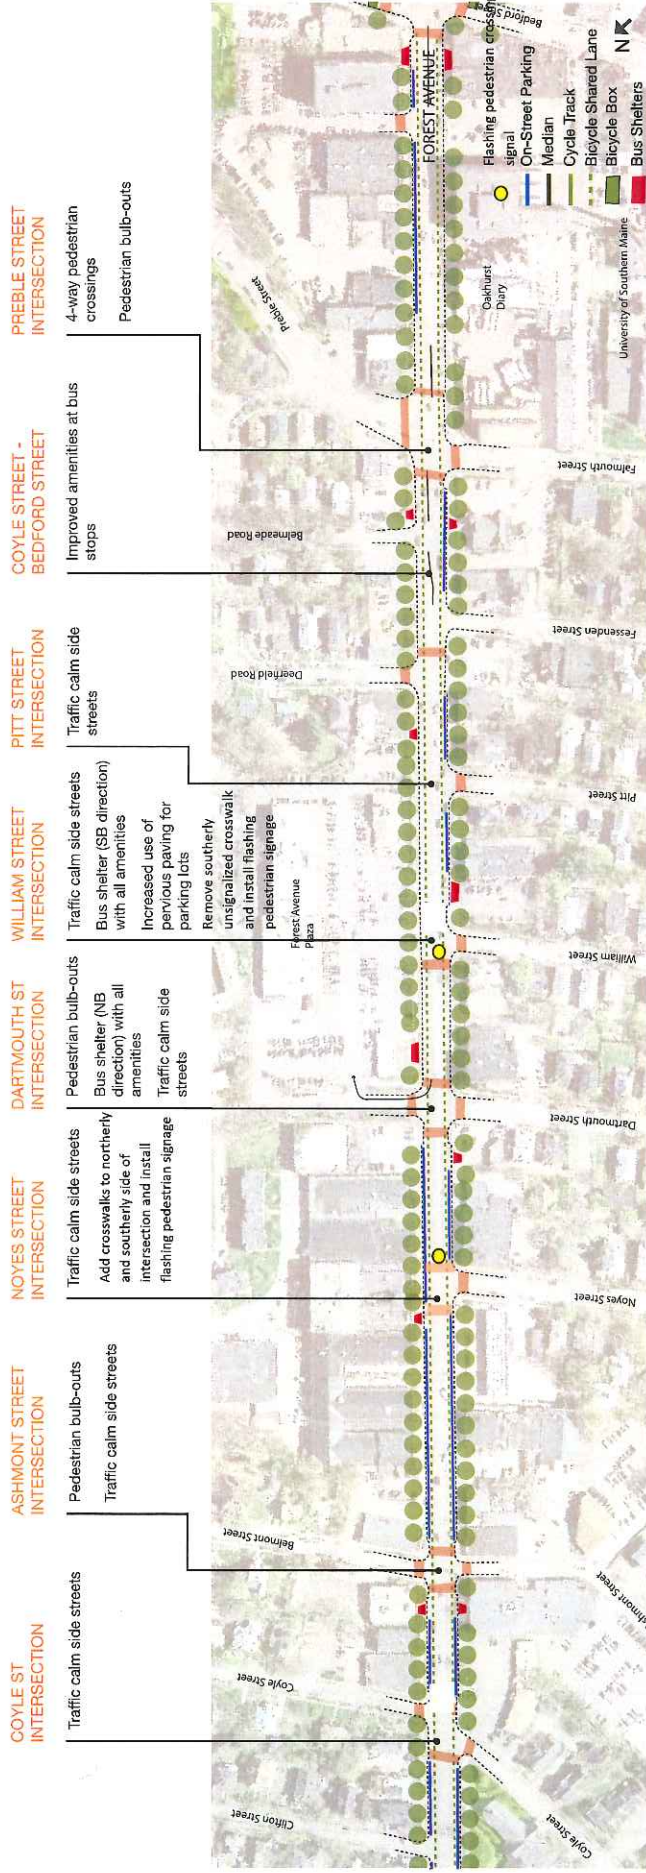 COYLE ST
INTERSECTION
Traffic calm side streets
ASHMONT STREET
INTERSECTION
Pedestrian bulb-outs
Traffic calm side streets
NOYES STREET
INTERSECTION
Traffic calm side streets
Add crosswalks to northerly
and southerly side of
intersection and install
flashing pedestrian signage
DARTMOUTH ST
INTERSECTION
Pedestrian bulb-outs
Bus shelter (NB
direction) with all
amenities
Traffic calm side
streets
WILLIAM STREET
INTERSECTION
Traffic calm side streets
Bus shelter (SB direction)
with all amenities
Increased use of
pervious paving for
parking lots
Remove southerly
unsignalized crosswalk
and install flashing
pedestrian signage
PITT STREET
INTERSECTION
Traffic calm side
streets
COYLE STREET -
BEDFORD STREET
Improved amenities at bus
stops
PREBLE STREET
INTERSECTION
4-way pedestrian
crossings
Pedestrian bulb-outs
Clifton Street
Coyle Street
Belmont Street
Forest Avenue
Plaza
Deerfield Road
Belmeade Road
Preble Street
FOREST AVENUE
Bedford Street
Coyle Street
shmont Street
Noyes Street
Dartmouth Street
William Street
Pitt Street
Fessenden Street
Falmouth Street
Oakhurst
Diary
University of Southern Maine
Flashing pedestrian crossin
signal
On-Street Parking
Median
Cycle Track
Bicycle Shared Lane
Bicycle Box
Bus Shelters
N